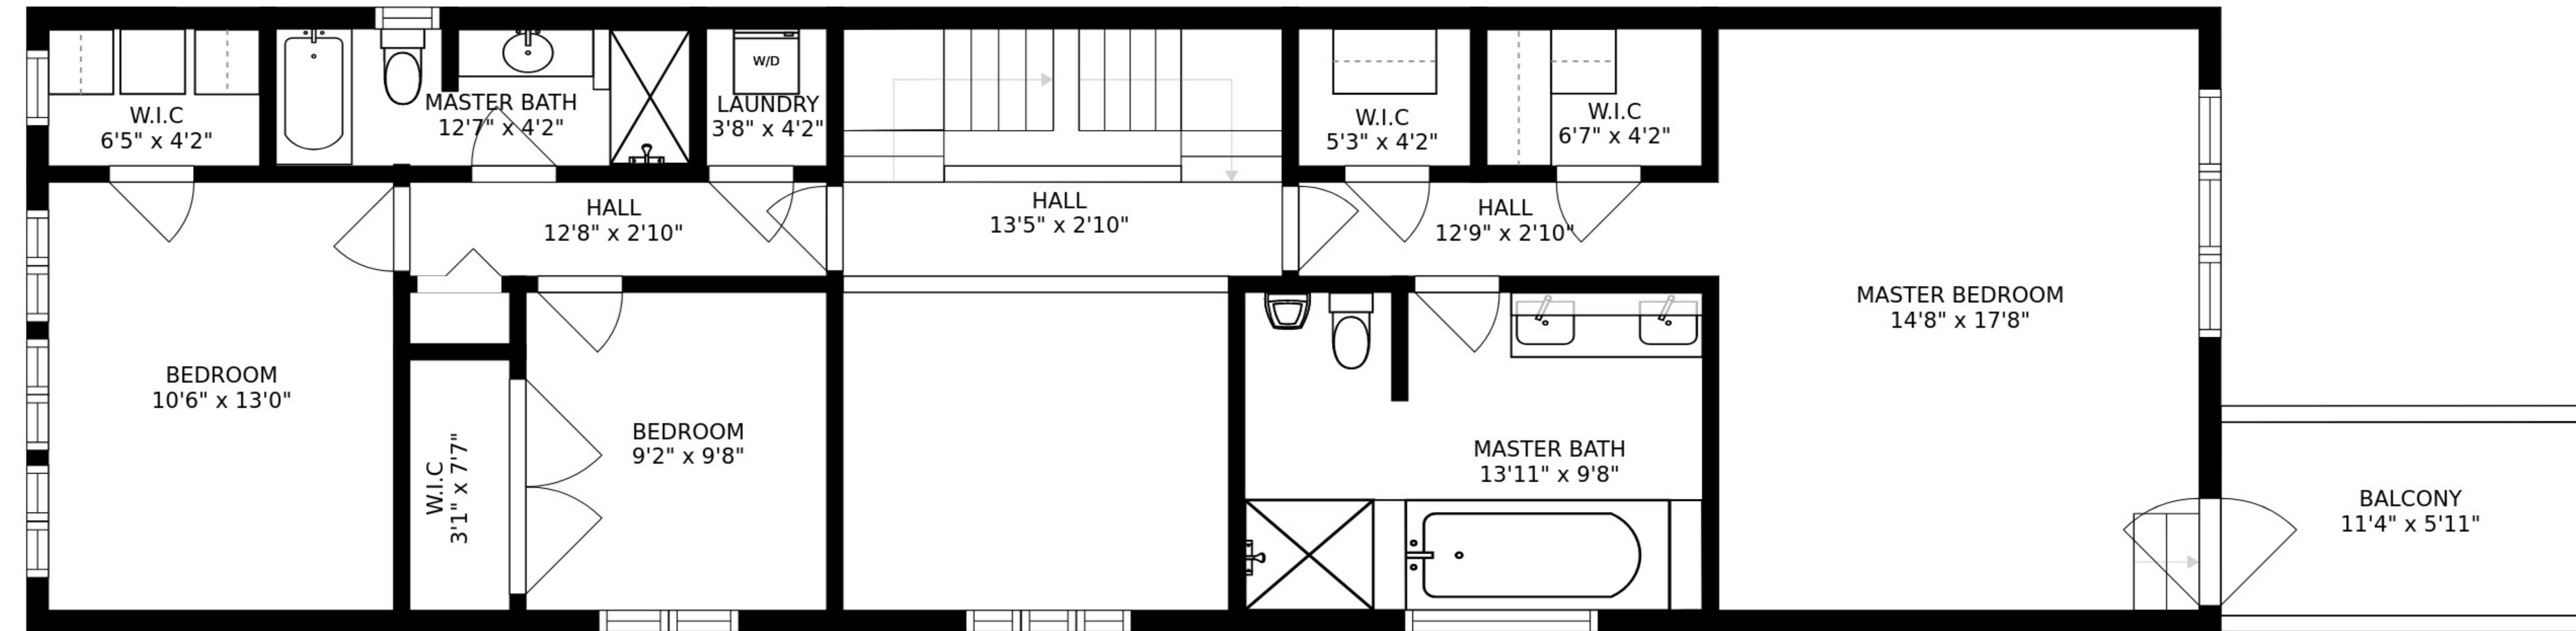 W.I.C
6'5" x 4'2"
MASTER BATH
12'7" x 4'2"
W/D
LAUNDRY
3'8" x 4'2"
W.I.C
5'3" x 4'2"
W.I.C
6'7" x 4'2"
HALL
12'8" x 2'10"
HALL
13'5" x 2'10"
HALL
12'9" x 2'10"
MASTER BEDROOM
14'8" x 17'8"
BEDROOM
10'6" x 13'0"
W.I.C
3'1" x 7'7"
BEDROOM
9'2" x 9'8"
MASTER BATH
13'11" x 9'8"
BALCONY
11'4" x 5'11"